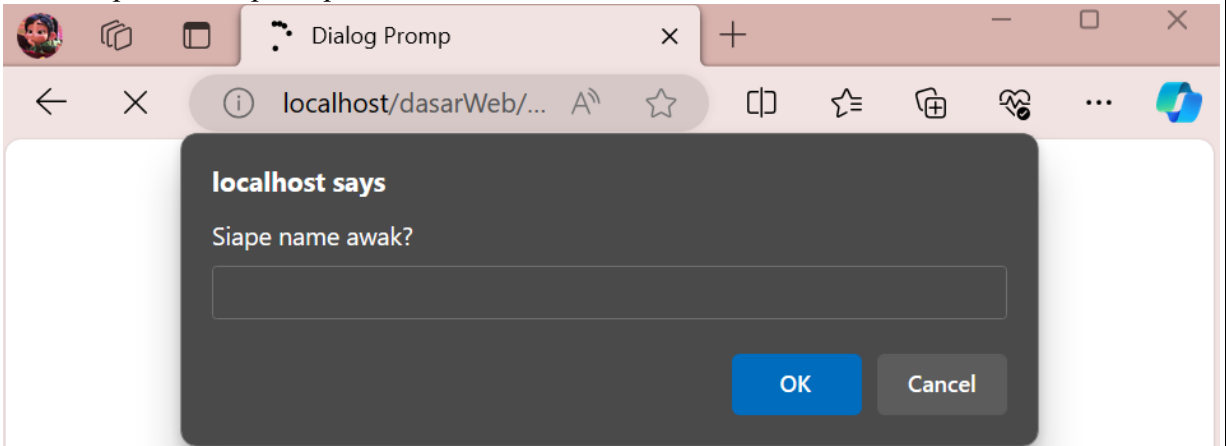 Dialog Promp
localhost/dasarWeb/...
localhost says
Siape name awak?
OK
Cancel